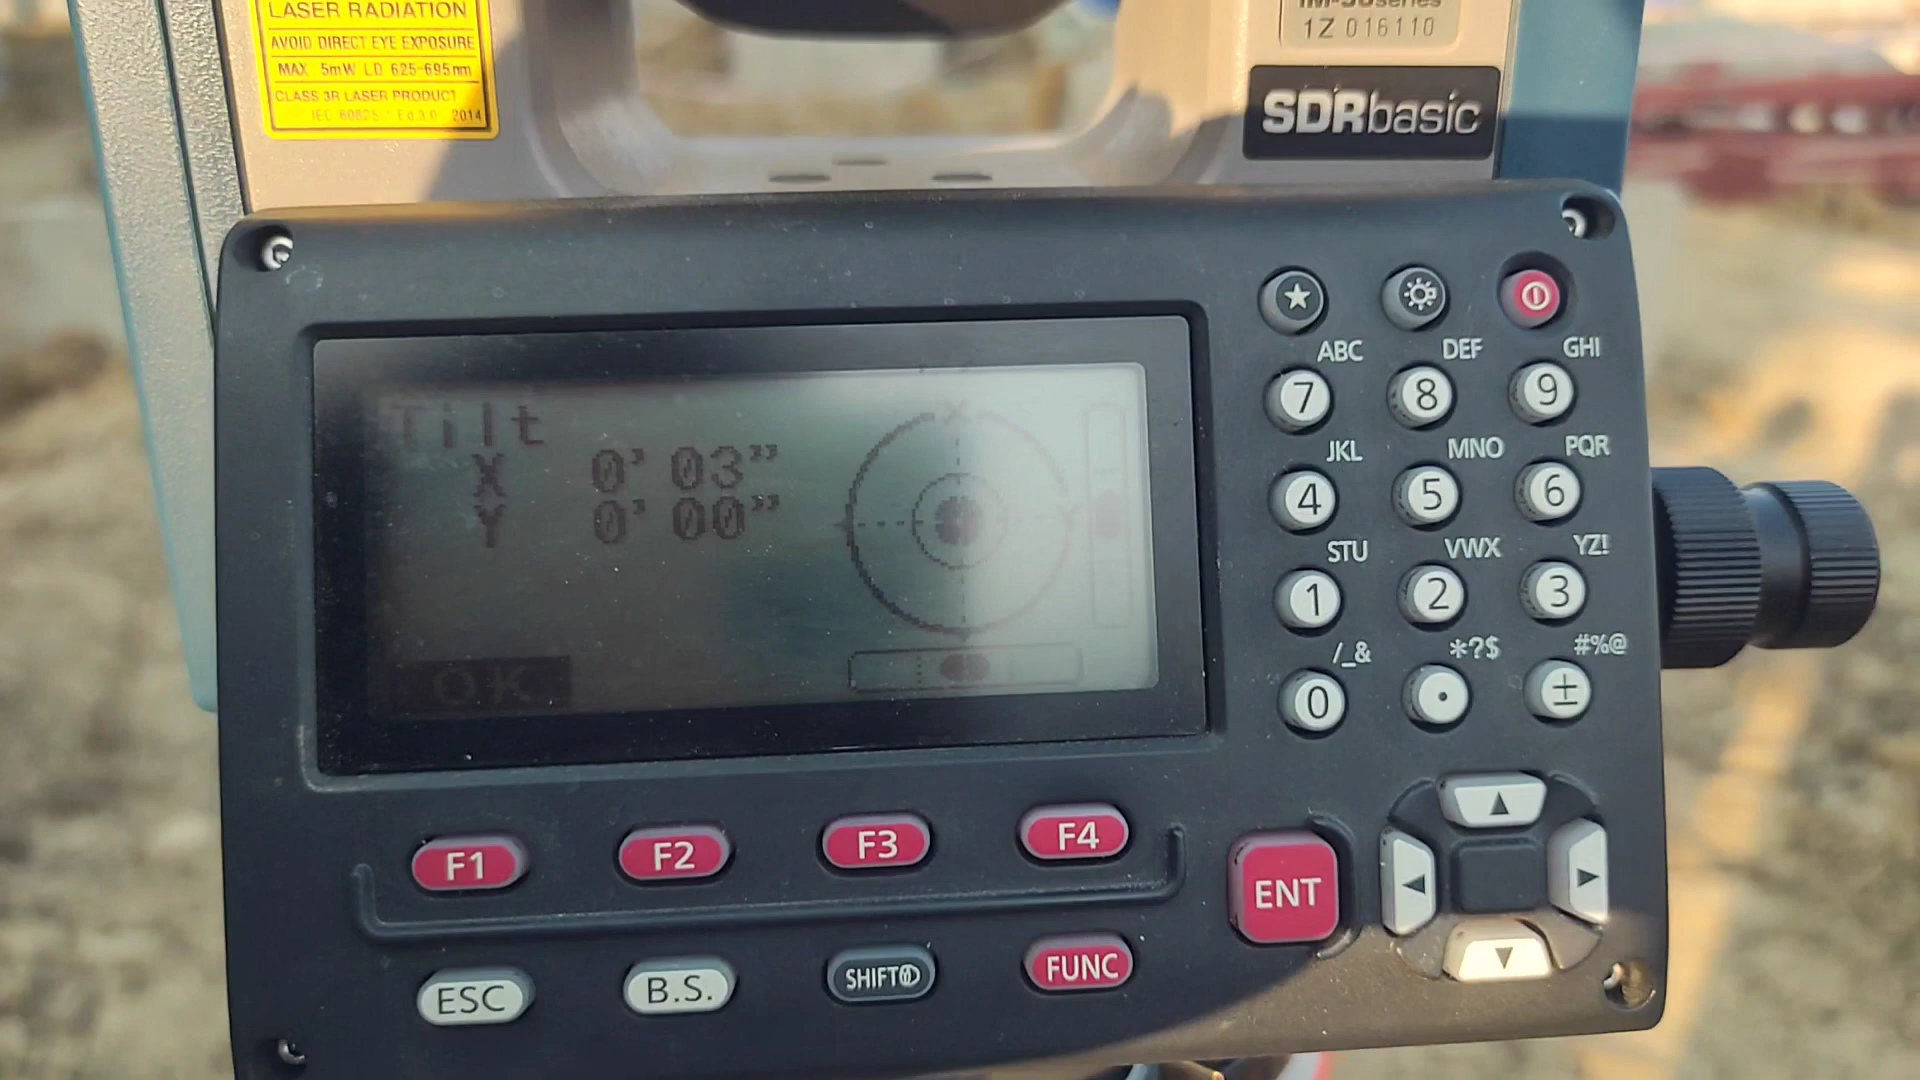 LASER RADIATION
AVOID DIRECT EYE EXPOSURE
MAX 5mW LD 625-695nm
CLASS 3R LASER PRODUCT
IEC 60825-1 Ed.3.0 2014
iM-50series
1Z 016110
SDRbasic
Tilt
X 0' 03"
Y 0' 00"
X
Y
OK
ABC DEF GHI
7 8 9
JKL MNO PQR
4 5 6
STU VWX YZ!
1 2 3
/_& *?$ #%@
0 • ±
F1 F2 F3 F4
ENT
ESC B.S. SHIFT FUNC